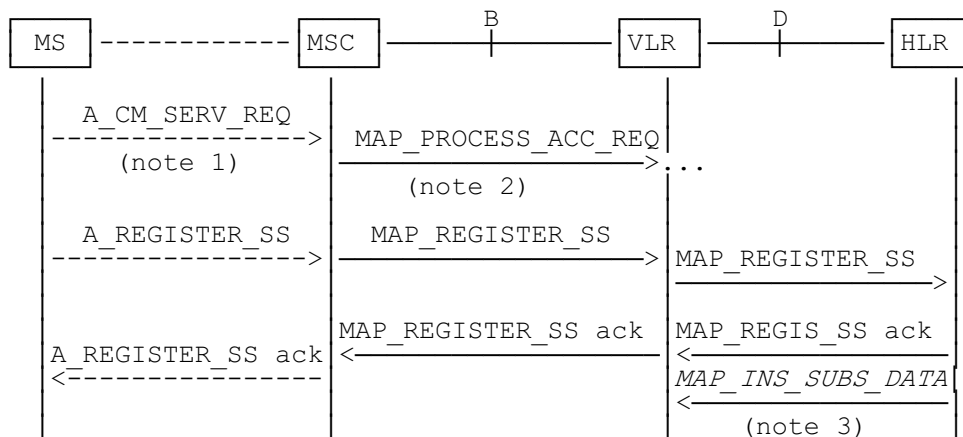 B D
MS MSC VLR HLR
A_CM_SERV_REQ
MAP_PROCESS_ACC_REQ
(note 1) ...
(note 2)
A_REGISTER_SS MAP_REGISTER_SS
MAP_REGISTER_SS
MAP_REGISTER_SS ack MAP_REGIS_SS ack
A_REGISTER_SS ack
MAP_INS_SUBS_DATA
(note 3)